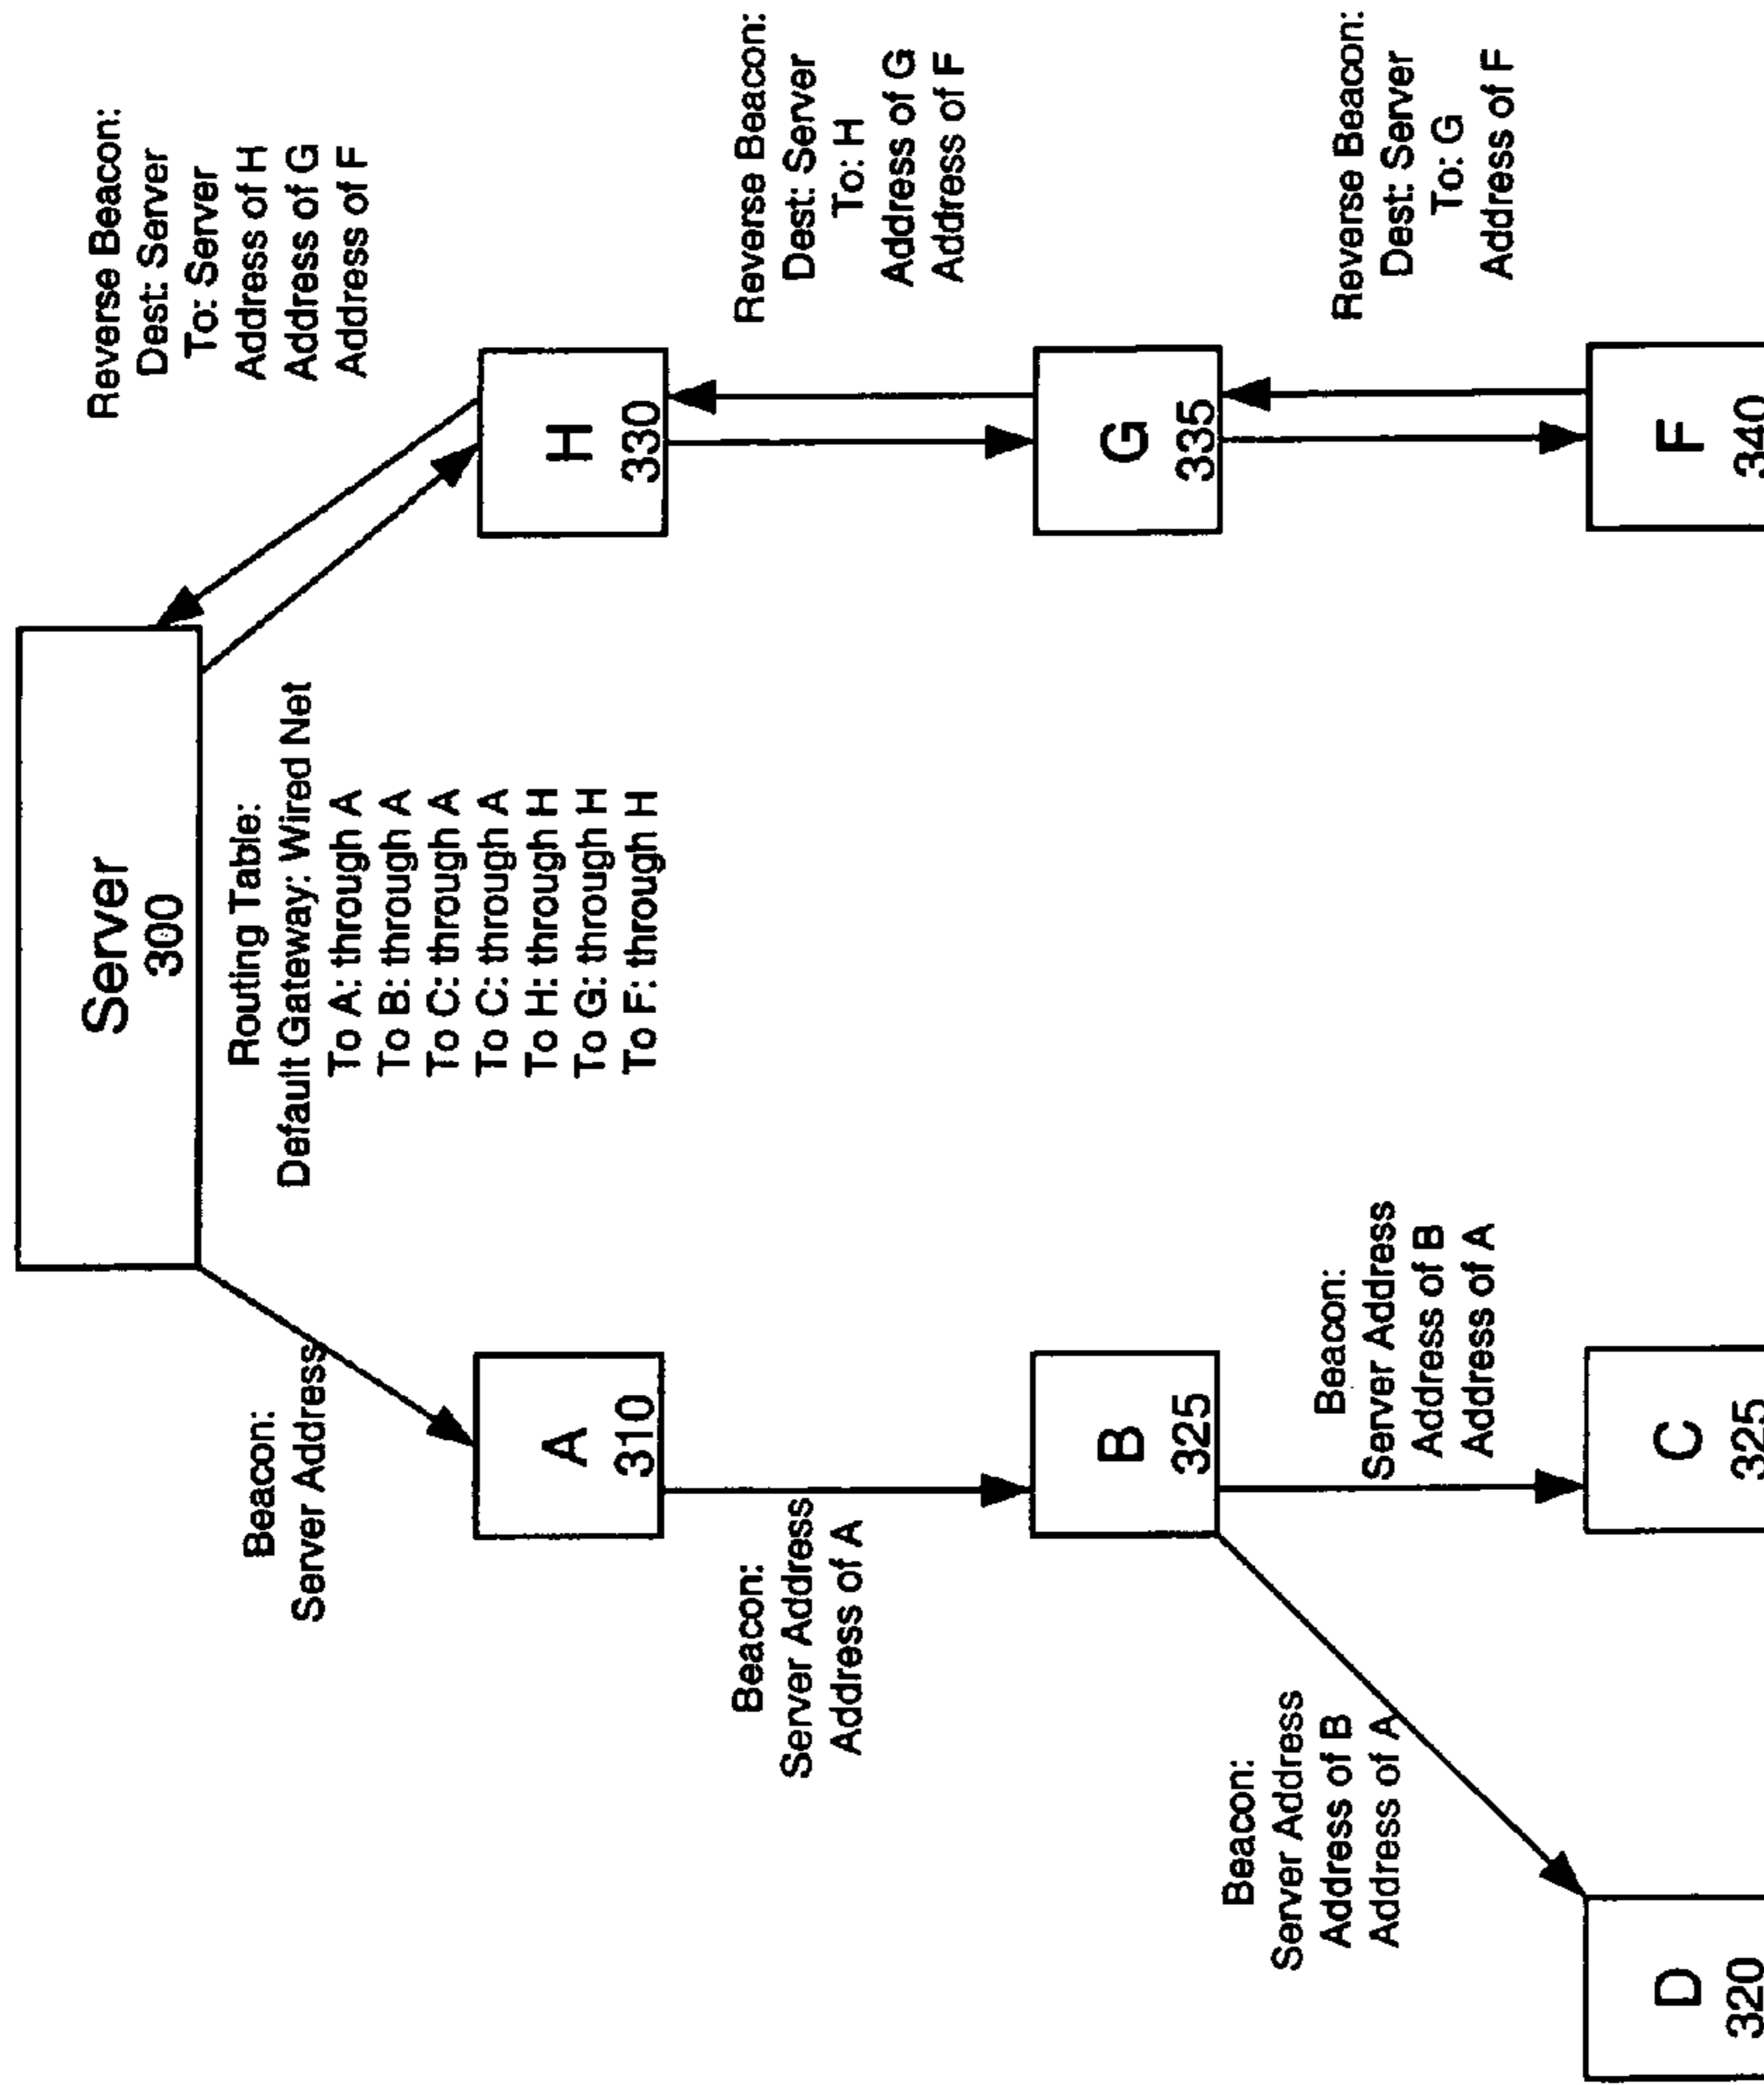 Server
300
Routing Table:
Default Gateway: Wired Net
To A: through A
To B: through A
To C: through A
To C: through A
To H: through H
To G: through H
To F: through H
Beacon:
Server Address
A
310
Beacon:
Server Address
Address of A
B
325
Beacon:
Server Address
Address of B
Address of A
D
320
Beacon:
Server Address
Address of B
Address of A
C
325
Reverse Beacon:
Dest: Server
To: Server
Address of H
Address of G
Address of F
H
330
Reverse Beacon:
Dest: Server
To: H
Address of G
Address of F
G
335
Reverse Beacon:
Dest: Server
To: G
Address of F
F
340